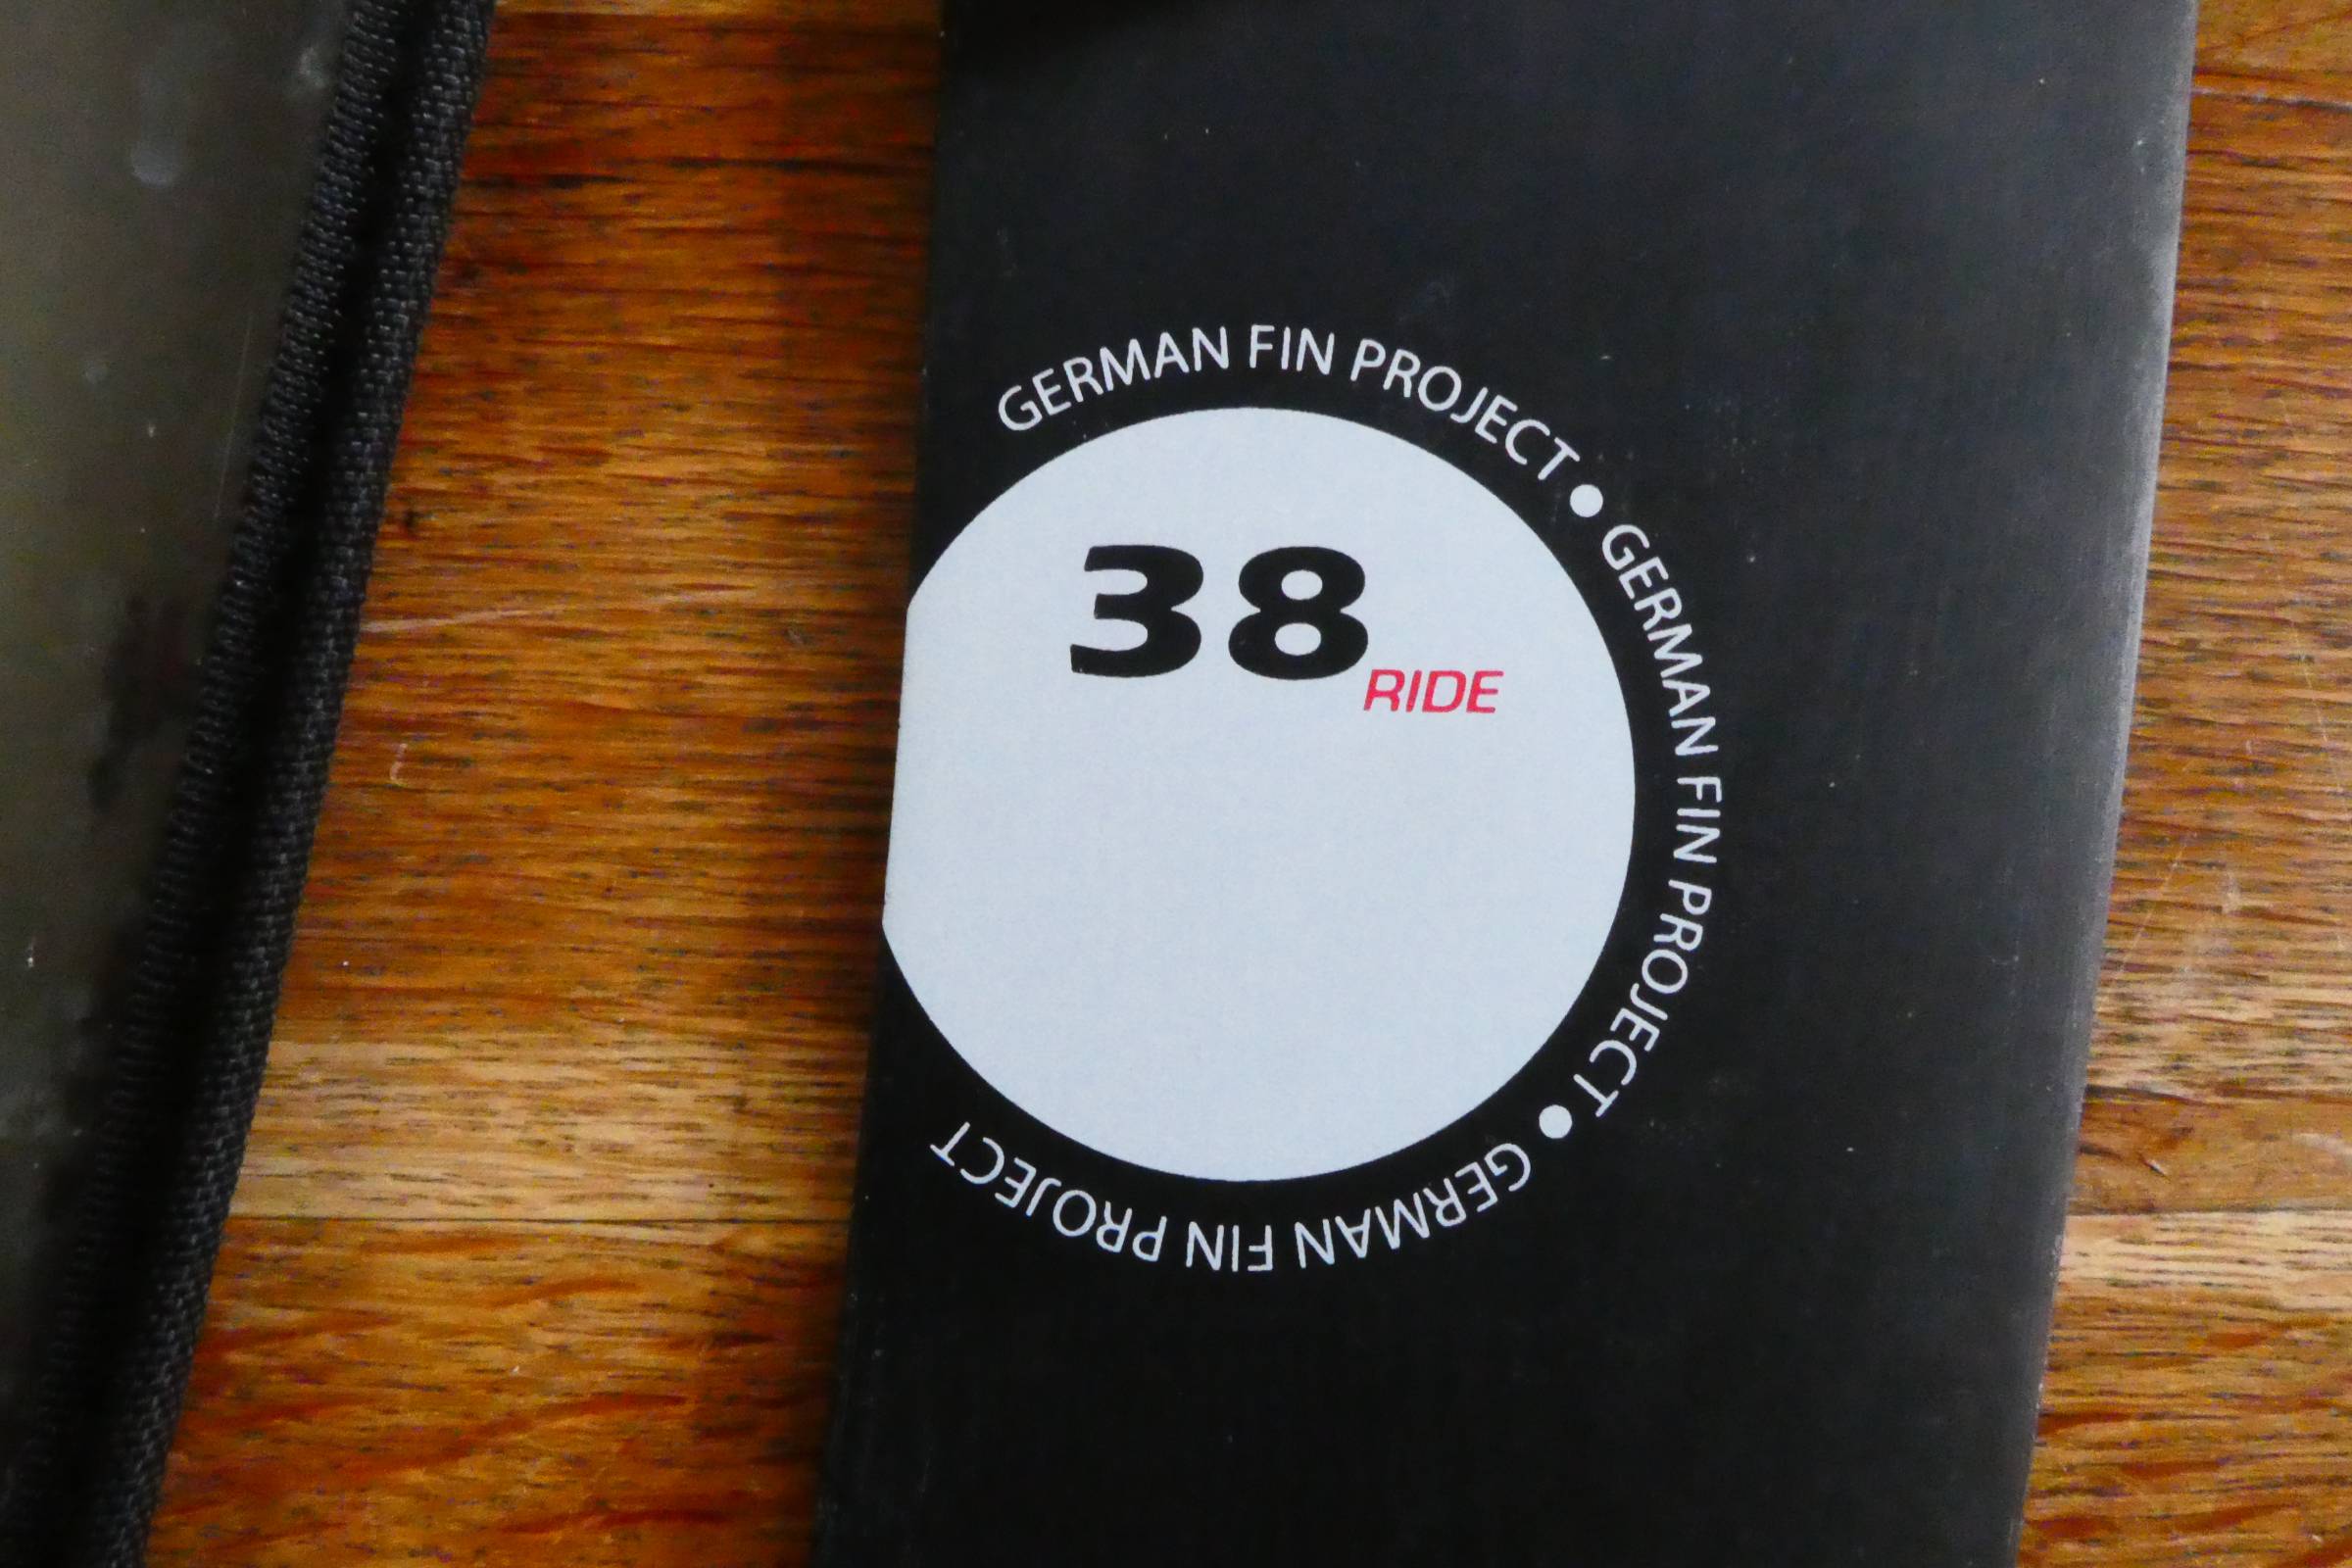 GERMAN FIN PROJECT • GERMAN FIN PROJECT • GERMAN FIN PROJECT
38
RIDE